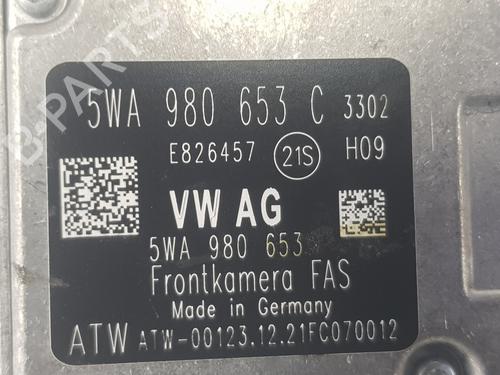 5WA 980 653 C 3302
E826457 21S H09
VW AG
5WA 980 653
Frontkamera FAS
Made in Germany
ATW ATW-00123.12.21FC070012
B-PARTS